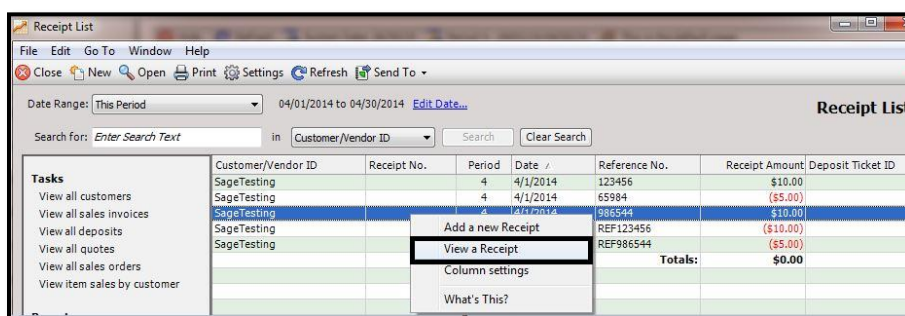 Receipt List
File Edit Go To Window Help
Close New Open Print Settings Refresh Send To
Date Range: This Period 04/01/2014 to 04/30/2014 Edit Date...
Receipt Lis
Search for: Enter Search Text in Customer/Vendor ID Search Clear Search
Tasks
View all customers
View all sales invoices
View all deposits
View all quotes
View all sales orders
View item sales by customer
Customer/Vendor ID Receipt No. Period Date / Reference No. Receipt Amount Deposit Ticket ID
SageTesting 4 4/1/2014 123456 $10.00
SageTesting 4 4/1/2014 65984 ($5.00)
SageTesting 4 4/1/2014 986544 $10.00
SageTesting REF123456 ($10.00)
SageTesting REF986544 ($5.00)
Totals: $0.00
Add a new Receipt
View a Receipt
Column settings
What's This?